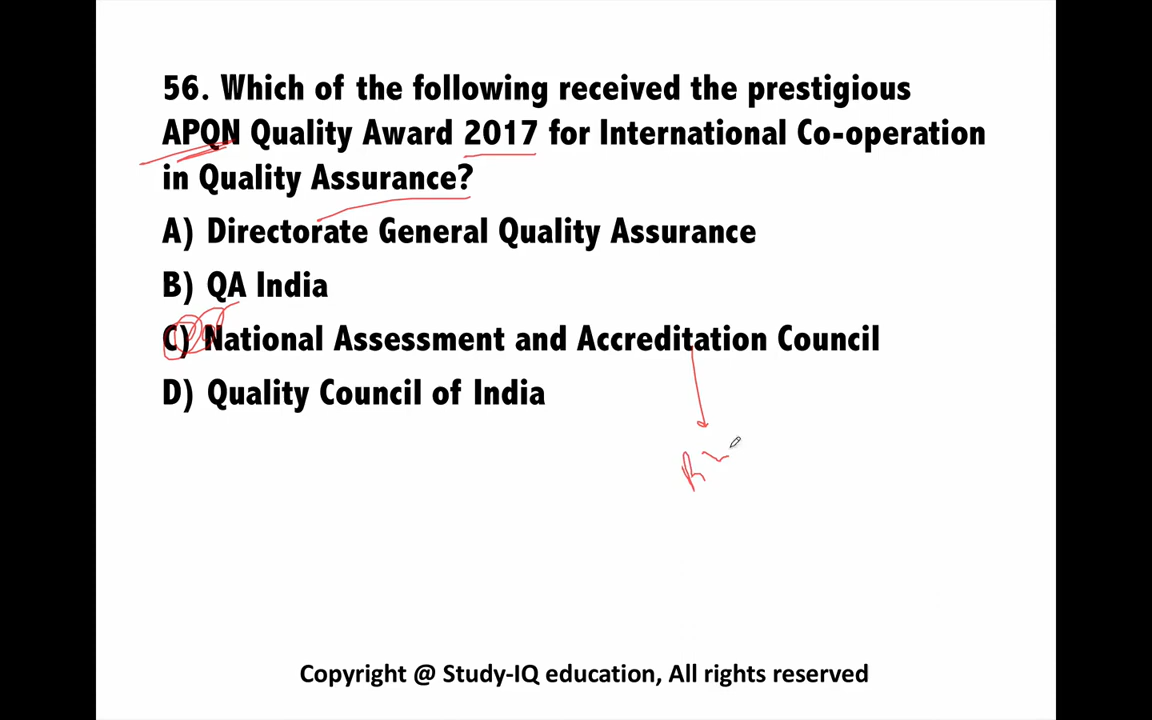 56. Which of the following received the prestigious
APQN Quality Award 2017 for International Co-operation
in Quality Assurance?
A) Directorate General Quality Assurance
B) QA India
C) National Assessment and Accreditation Council
D) Quality Council of India
Copyright @ Study-IQ education, All rights reserved